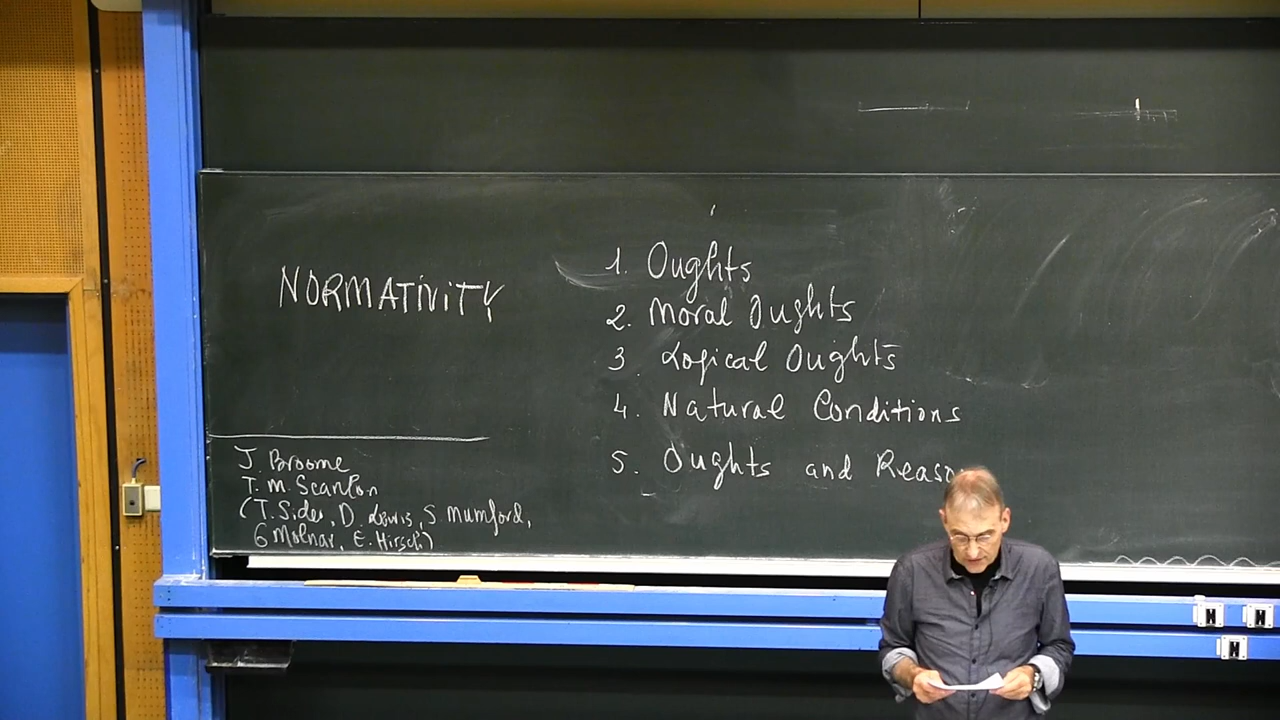 NORMATIVITY
1. Oughts
2. Moral Oughts
3 Logical Oughts
4. Natural Conditions
5. Oughts and Reaso
J. Broome
T. M. Scanlon
(T. Sider, D. Lewis, S. Mumford,
G Molnar, E. Hirsch)